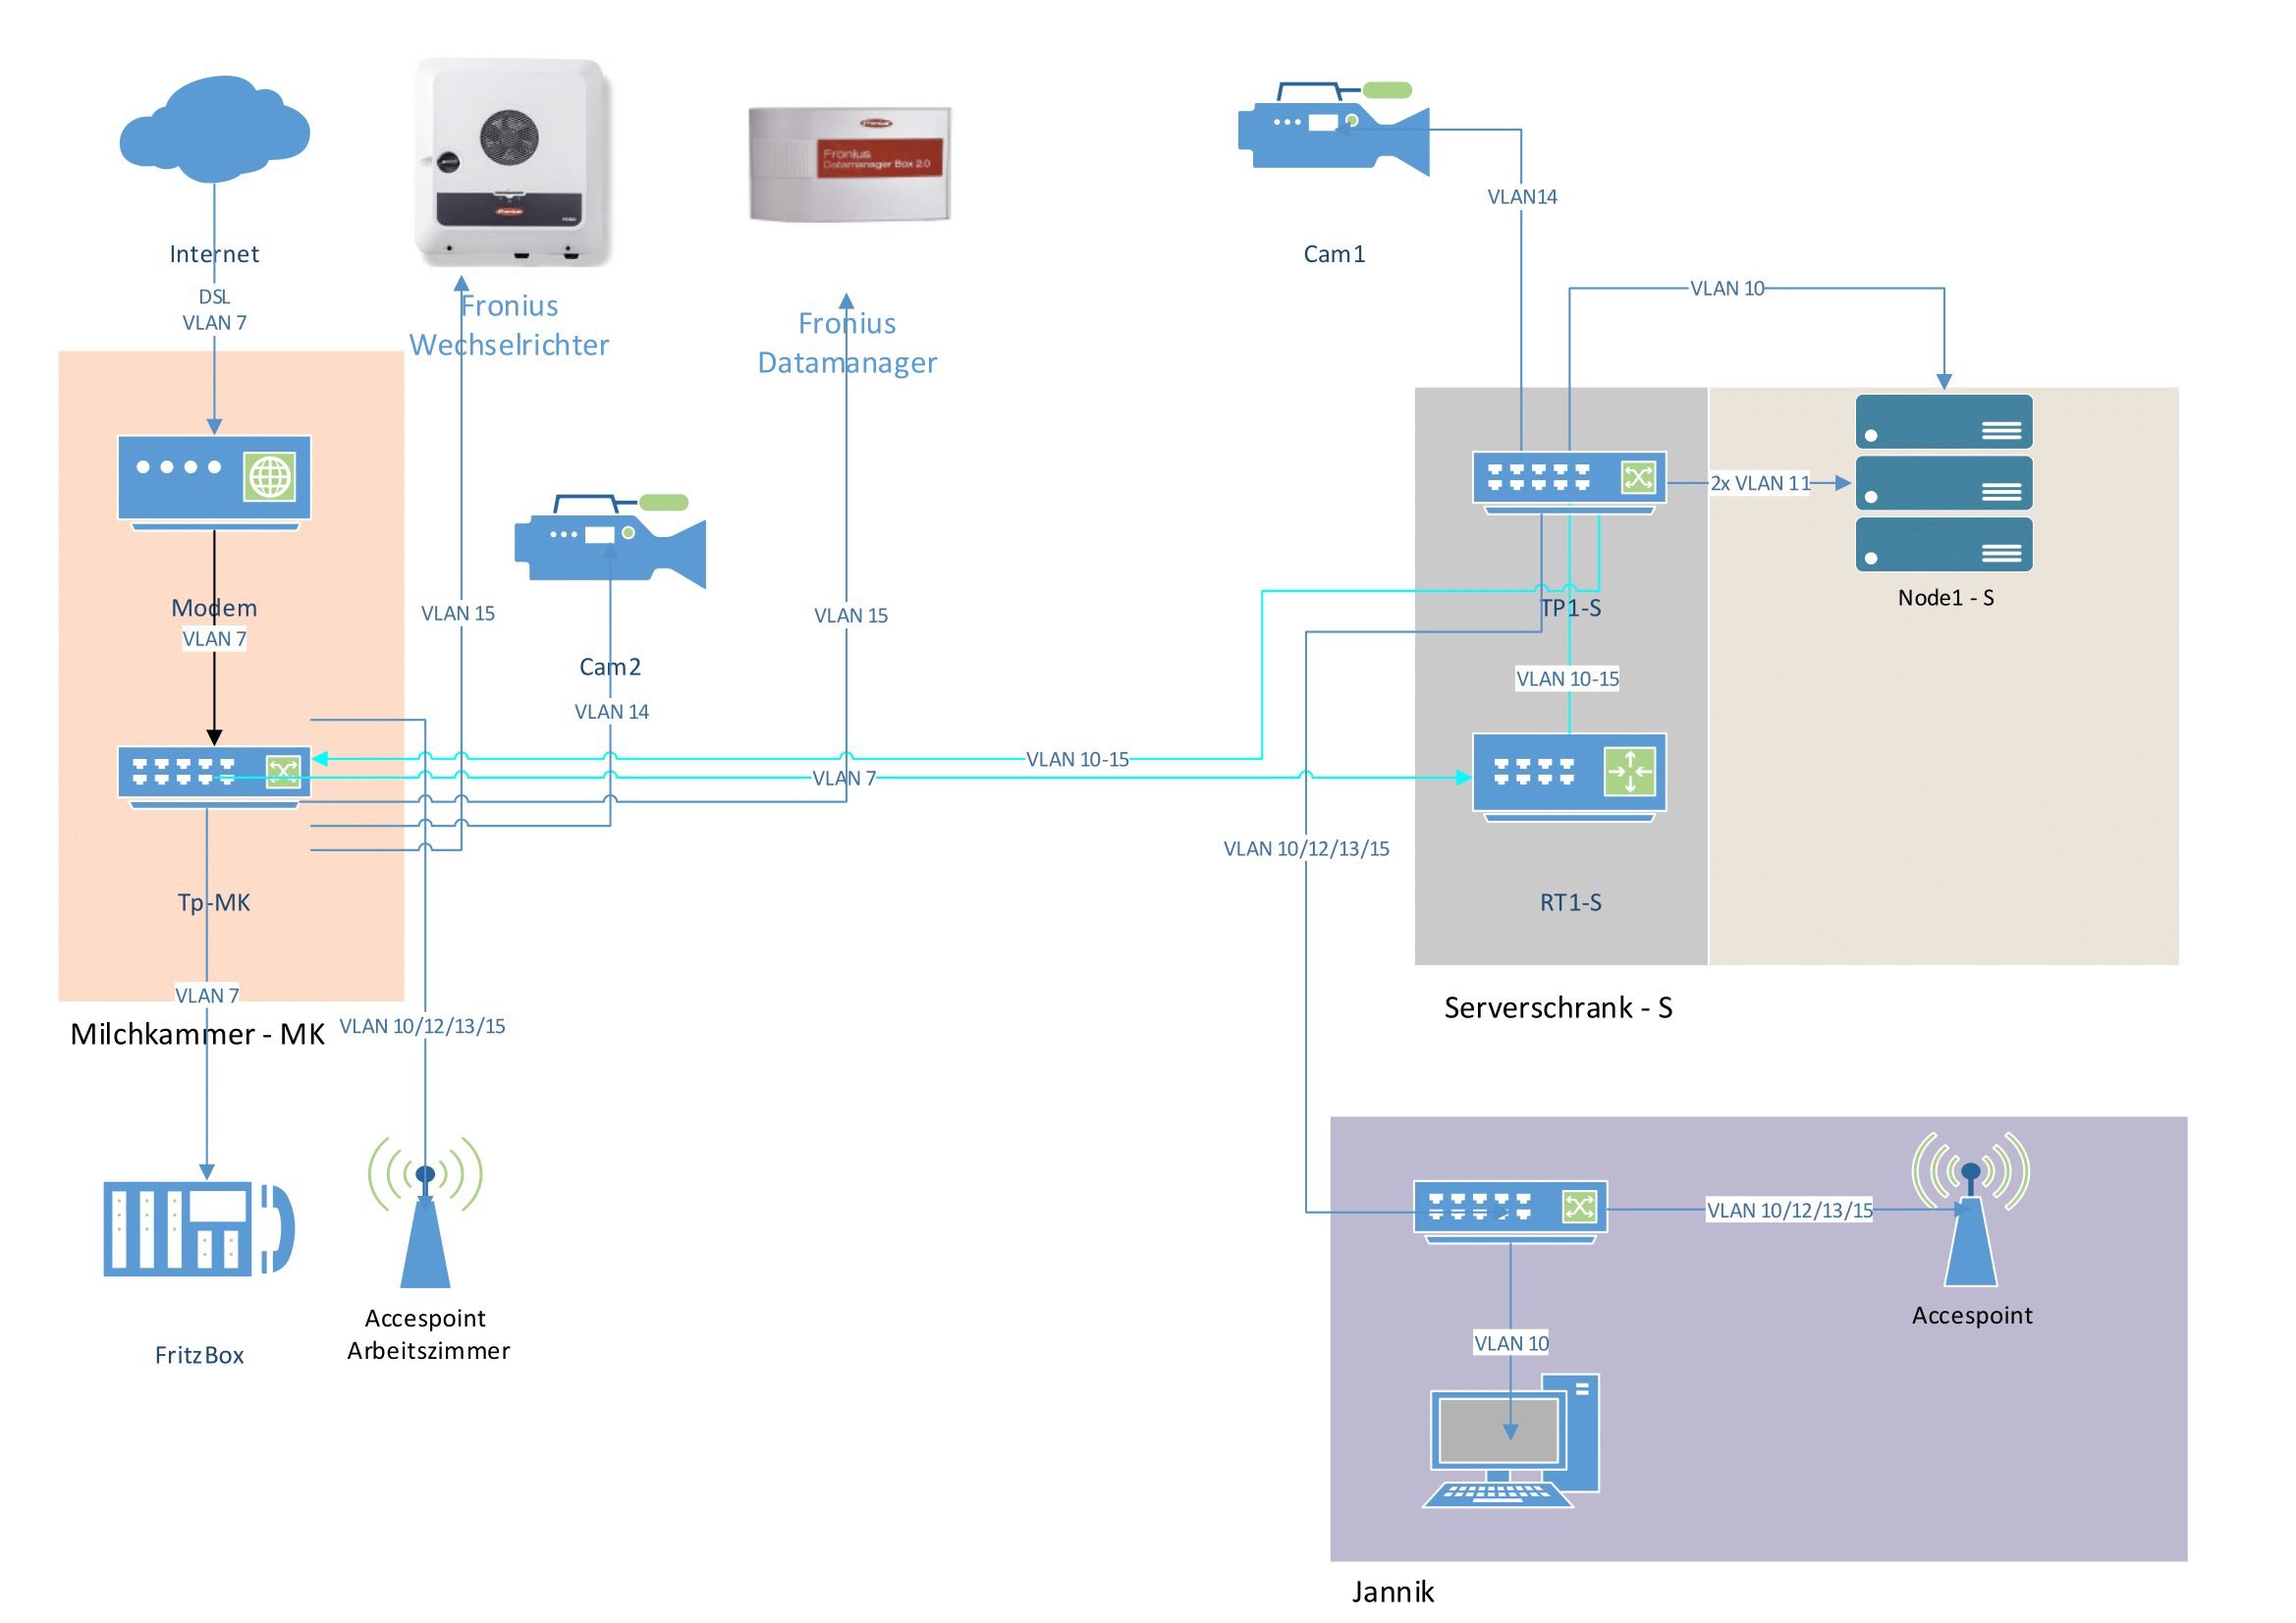 Fronius
Fronius
Datamanager Box 2.0
Fronius
Internet
DSL
VLAN 7
Fronius
Wechselrichter
Fronius
Datamanager
Cam1
VLAN14
VLAN 10
2x VLAN 11
Node1 - S
TP1-S
Modem
VLAN 7
VLAN 15
VLAN 15
Cam2
VLAN 14
VLAN 10-15
VLAN 10-15
VLAN 7
VLAN 10/12/13/15
Tp-MK
RT1-S
VLAN 7
Milchkammer - MK
VLAN 10/12/13/15
Serverschrank - S
VLAN 10/12/13/15
Accespoint
Arbeitszimmer
FritzBox
Accespoint
VLAN 10
Jannik